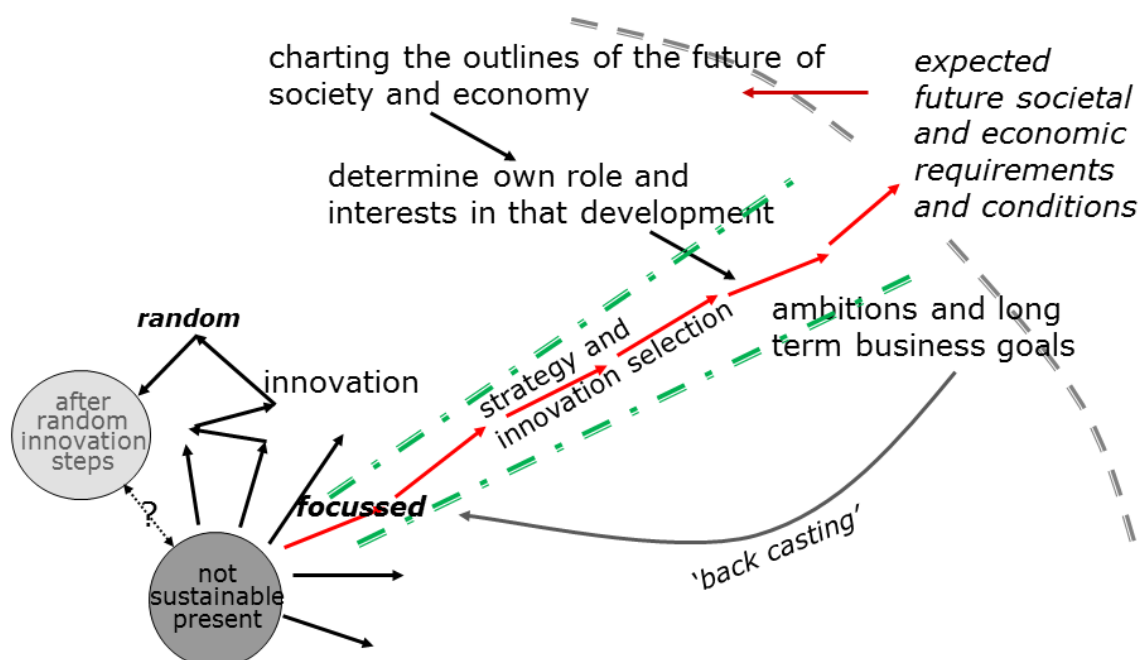 charting the outlines of the future of
society and economy
expected
future societal
and economic
requirements
and conditions
determine own role and
interests in that development
random
innovation
after
random
innovation
steps
?
not
sustainable
present
focussed
strategy and
innovation selection
ambitions and long
term business goals
‘back casting’